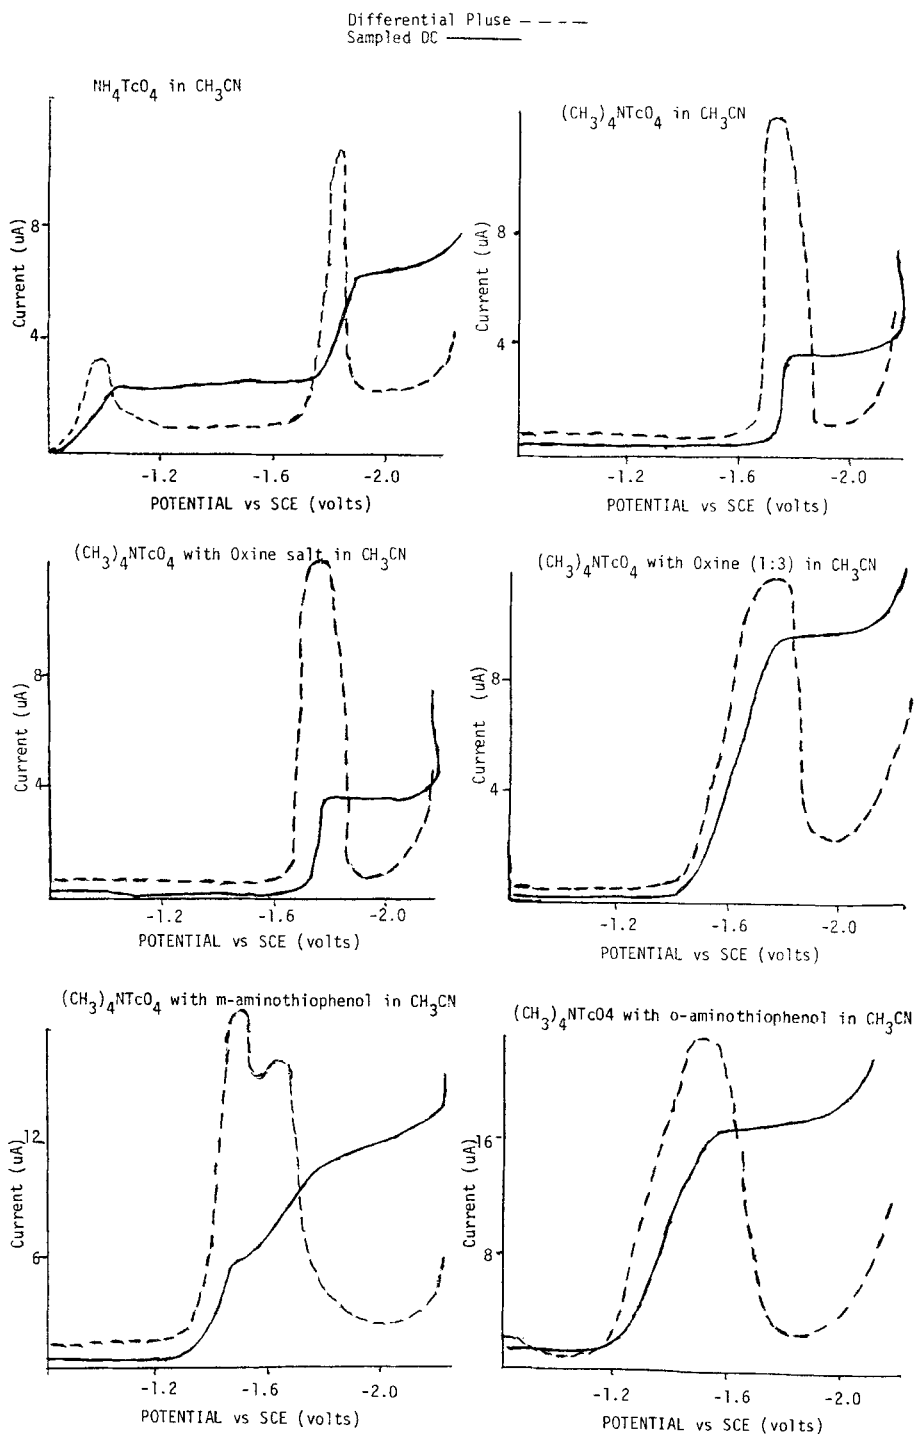 Differential Pluse
Sampled DC
NH4TcO4 in CH3CN
Current (uA)
8
4
-1.2
-1.6
-2.0
POTENTIAL vs SCE (volts)
(CH3)4NTcO4 in CH3CN
Current (uA)
8
4
-1.2
-1.6
-2.0
POTENTIAL vs SCE (volts)
(CH3)4NTcO4 with Oxine salt in CH3CN
Current (uA)
8
4
-1.2
-1.6
-2.0
POTENTIAL vs SCE (volts)
(CH3)4NTcO4 with Oxine (1:3) in CH3CN
Current (uA)
8
4
-1.2
-1.6
-2.0
POTENTIAL vs SCE (volts)
(CH3)4NTcO4 with m-aminothiophenol in CH3CN
Current (uA)
12
6
-1.2
-1.6
-2.0
POTENTIAL vs SCE (volts)
(CH3)4NTcO4 with o-aminothiophenol in CH3CN
Current (uA)
16
8
-1.2
-1.6
-2.0
POTENTIAL vs SCE (volts)